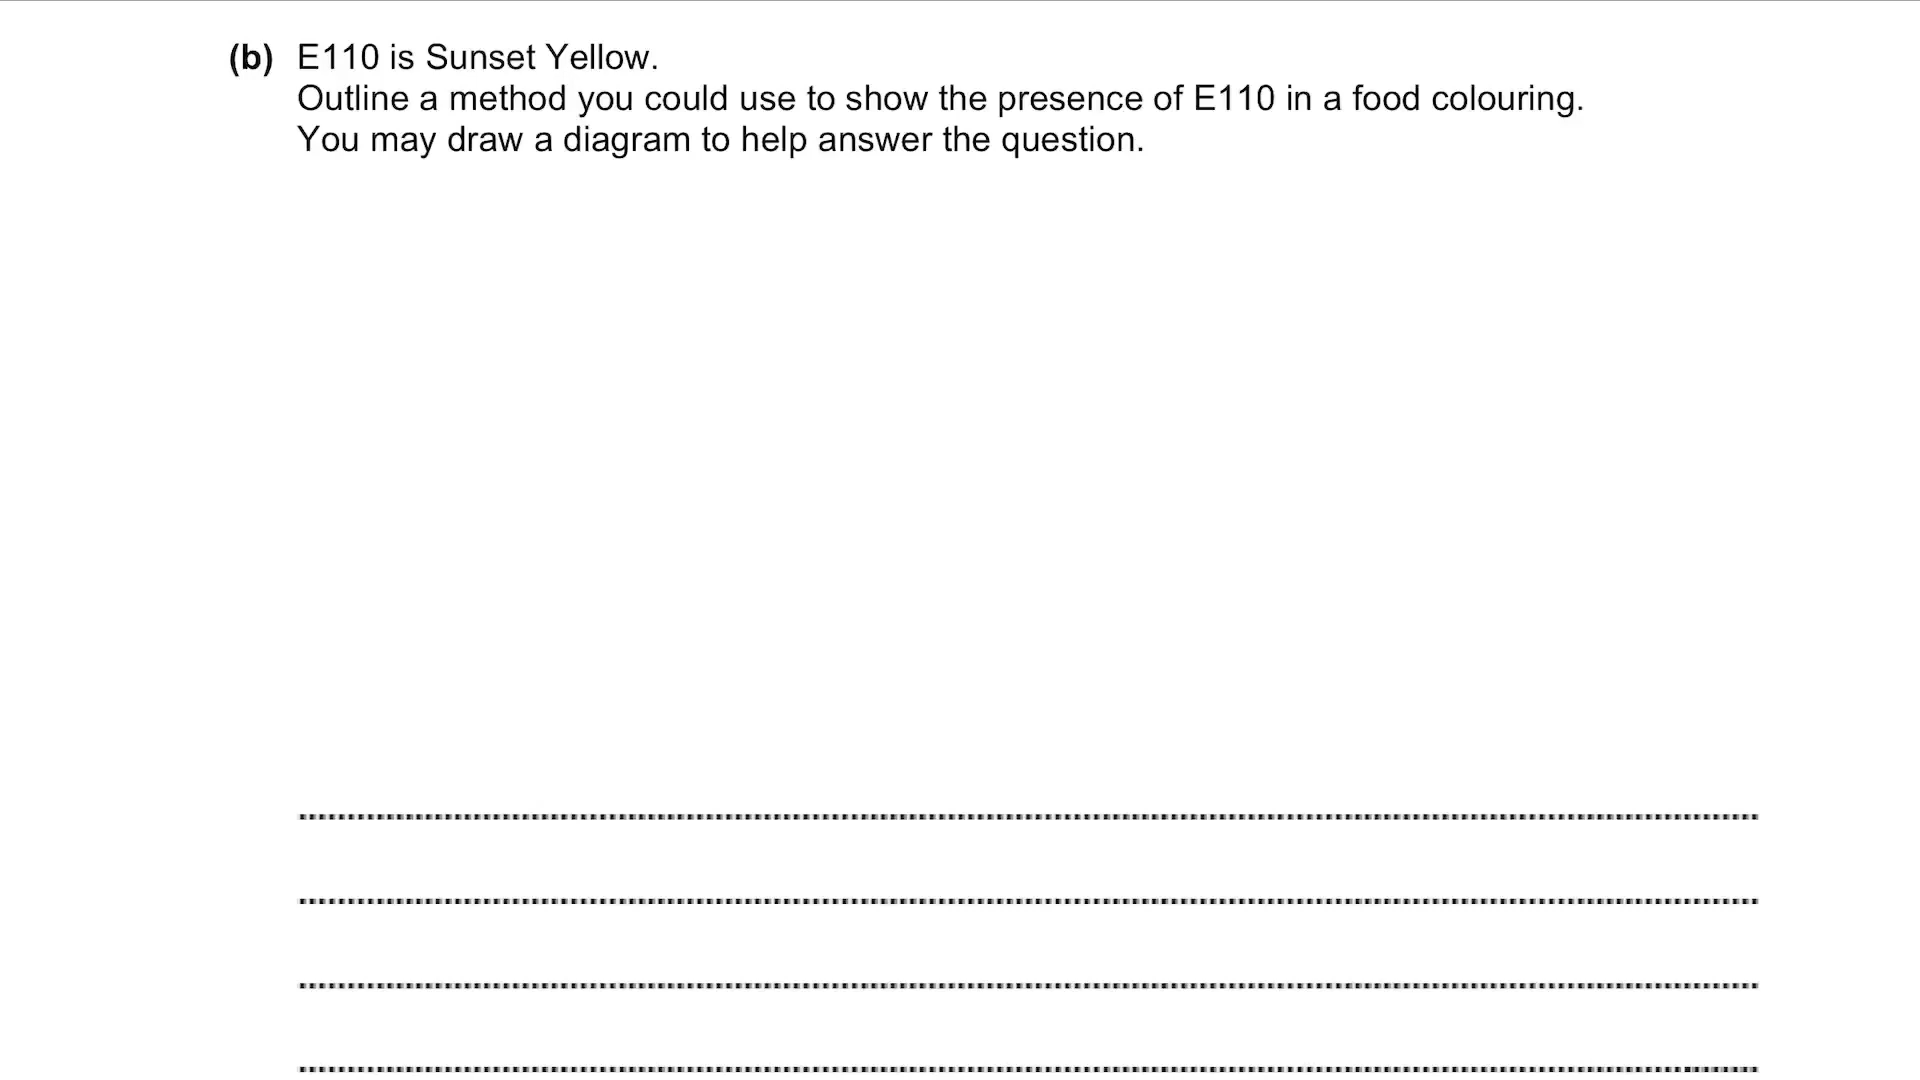 (b) E110 is Sunset Yellow.
Outline a method you could use to show the presence of E110 in a food colouring.
You may draw a diagram to help answer the question.